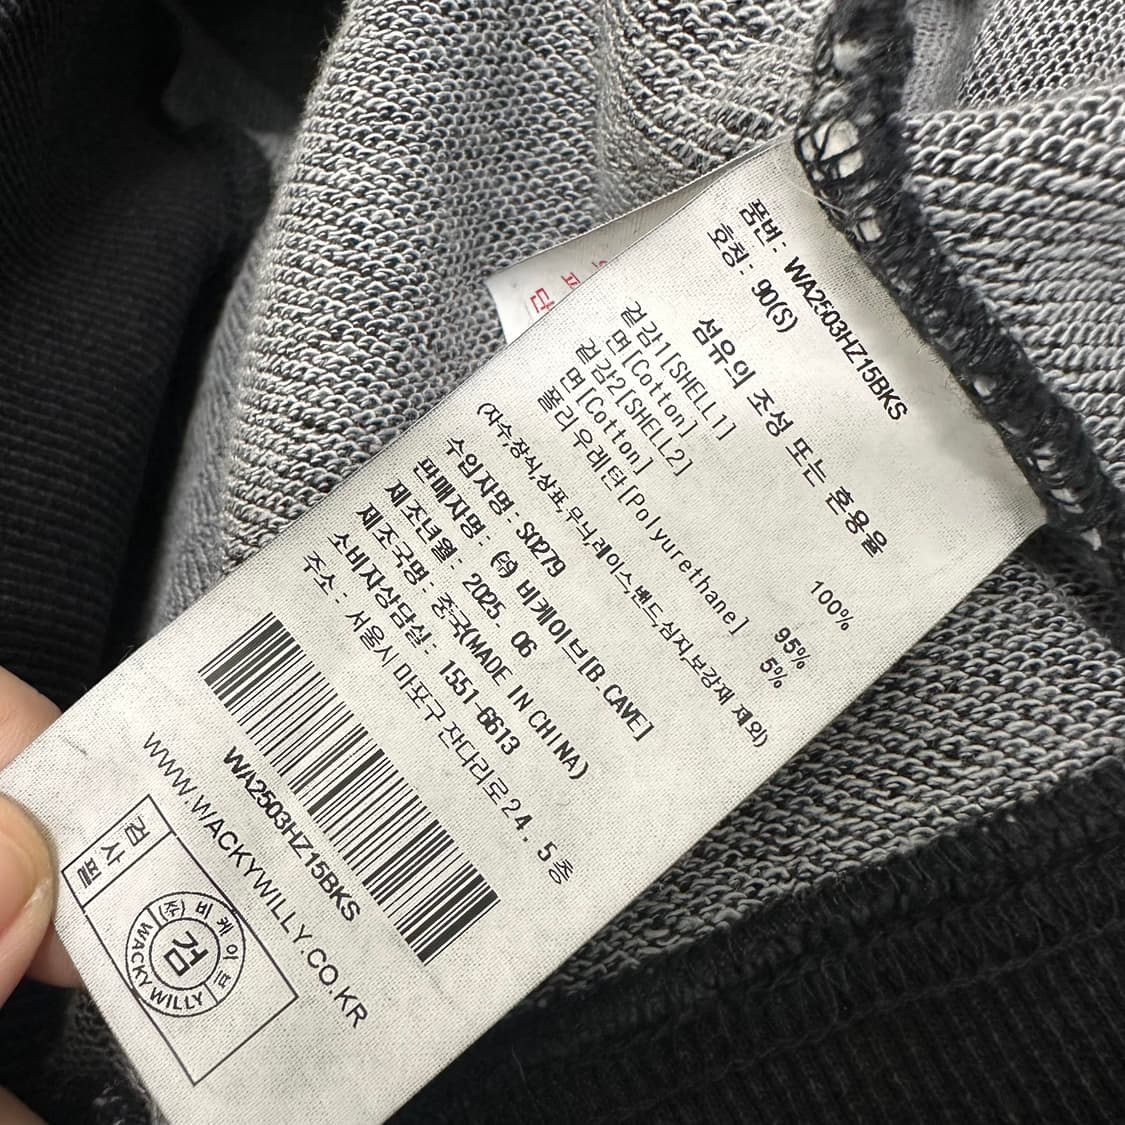 품번 : WA2503HZ15BKS
호칭 : 90(S)
섬유의 조성 또는 혼용율
겉감1[SHELL1]
면[Cotton] 100%
겉감2[SHELL2]
면[Cotton] 95%
폴리우레탄[Polyurethane] 5%
(자수,장식,상표,무늬,레이스,밴드,심지,보강재 제외)
수입자명 : SO279
판매자명 : (주) 비케이브[B.CAVE]
제조년월 : 2025. 06
제조국명 : 중국(MADE IN CHINA)
소비자상담실 : 1551-6613
주소 : 서울시 마포구 잔다리로24. 5층
WA2503HZ15BKS
WWW.WACKYWILLY.CO.KR
검사필
(주)비케이브
검
WACKY WILLY